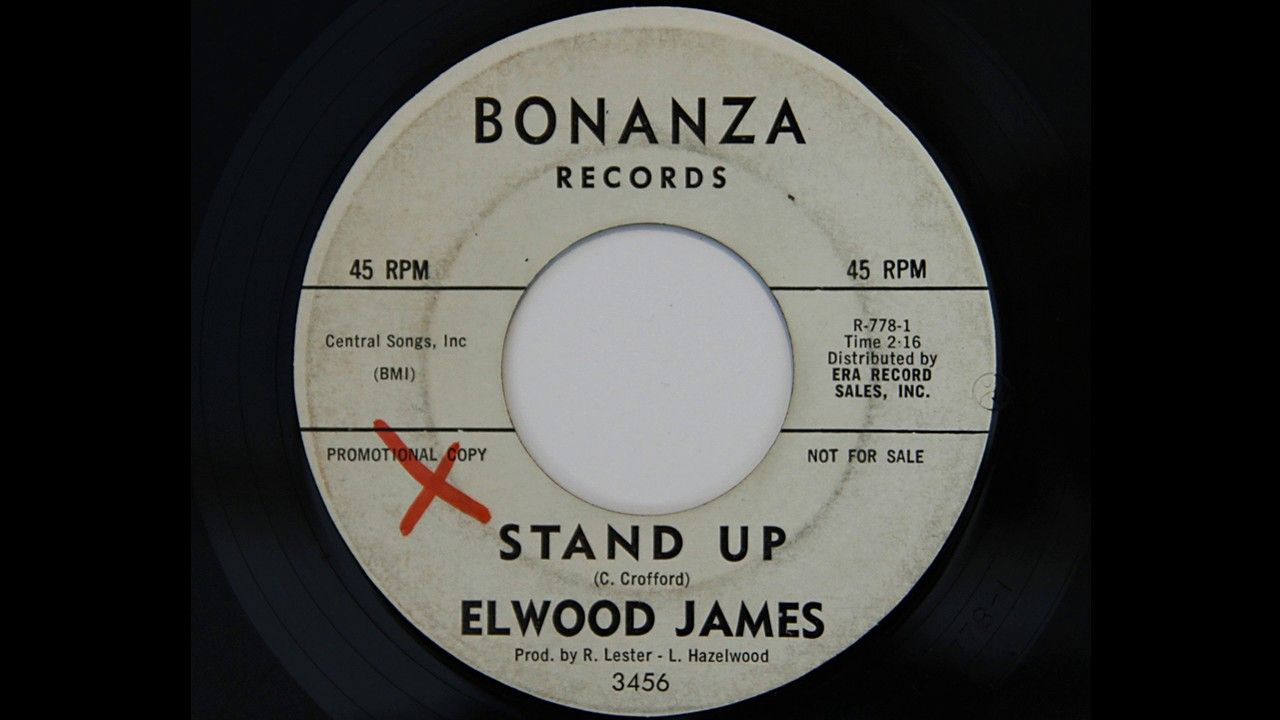 BONANZA
RECORDS
45 RPM
45 RPM
Central Songs, Inc
(BMI)
R-778-1
Time 2:16
Distributed by
ERA RECORD
SALES, INC.
PROMOTIONAL COPY
NOT FOR SALE
STAND UP
(C. Crofford)
ELWOOD JAMES
Prod. by R. Lester - L. Hazelwood
3456